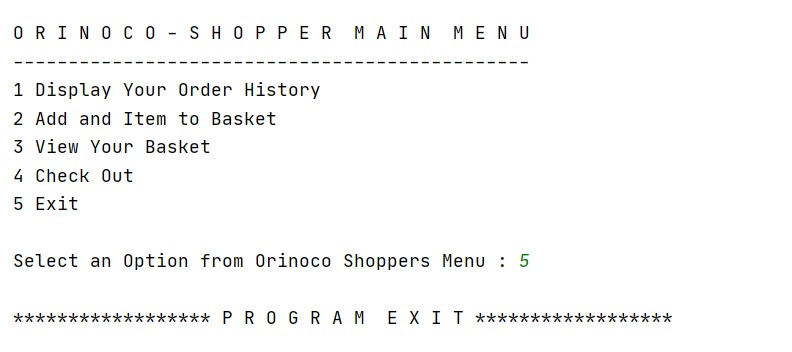 O R I N O C O - S H O P P E R  M A I N  M E N U
-----------------------------------------------
1 Display Your Order History
2 Add and Item to Basket
3 View Your Basket
4 Check Out
5 Exit
Select an Option from Orinoco Shoppers Menu : 5
****************** P R O G R A M  E X I T ******************